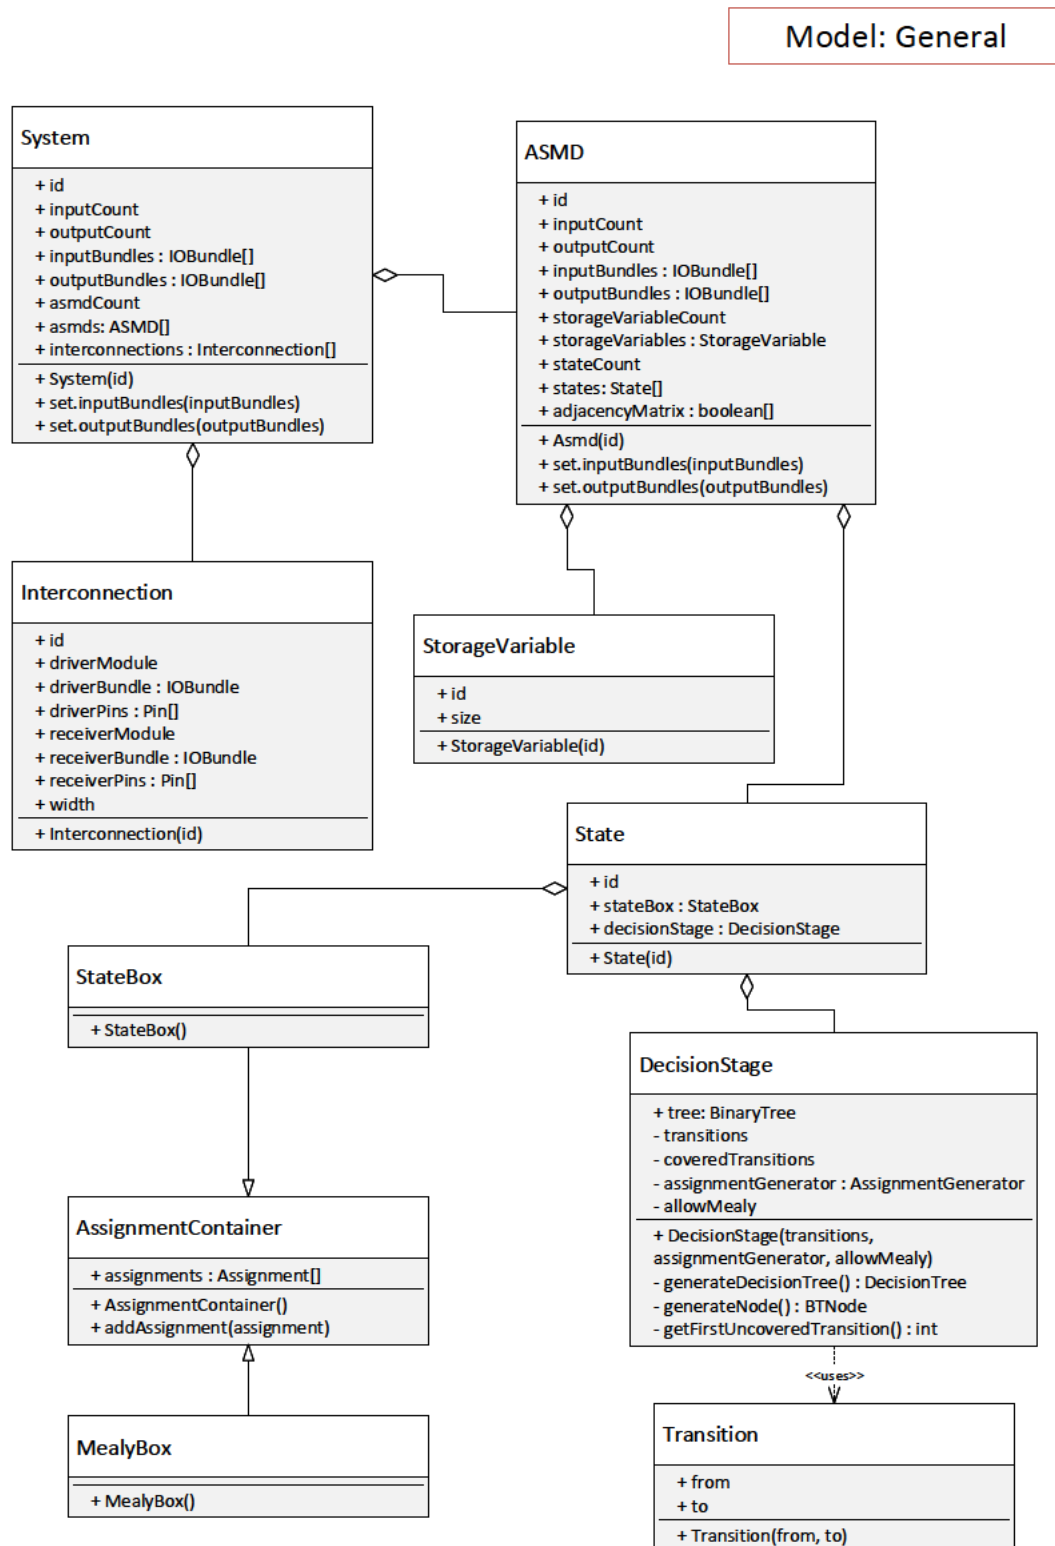 Model: General
System
+ id
+ inputCount
+ outputCount
+ inputBundles : IOBundle[]
+ outputBundles : IOBundle[]
+ asmdCount
+ asmds: ASMD[]
+ interconnections : Interconnection[]
+ System(id)
+ set.inputBundles(inputBundles)
+ set.outputBundles(outputBundles)
ASMD
+ id
+ inputCount
+ outputCount
+ inputBundles : IOBundle[]
+ outputBundles : IOBundle[]
+ storageVariableCount
+ storageVariables : StorageVariable
+ stateCount
+ states: State[]
+ adjacencyMatrix : boolean[]
+ Asmd(id)
+ set.inputBundles(inputBundles)
+ set.outputBundles(outputBundles)
Interconnection
+ id
+ driverModule
+ driverBundle : IOBundle
+ driverPins : Pin[]
+ receiverModule
+ receiverBundle : IOBundle
+ receiverPins : Pin[]
+ width
+ Interconnection(id)
StorageVariable
+ id
+ size
+ StorageVariable(id)
State
+ id
+ stateBox : StateBox
+ decisionStage : DecisionStage
+ State(id)
StateBox
+ StateBox()
DecisionStage
+ tree: BinaryTree
- transitions
- coveredTransitions
- assignmentGenerator : AssignmentGenerator
- allowMealy
+ DecisionStage(transitions,
assignmentGenerator, allowMealy)
- generateDecisionTree() : DecisionTree
- generateNode() : BTNode
- getFirstUncoveredTransition() : int
AssignmentContainer
+ assignments : Assignment[]
+ AssignmentContainer()
+ addAssignment(assignment)
<<uses>>
MealyBox
+ MealyBox()
Transition
+ from
+ to
+ Transition(from, to)